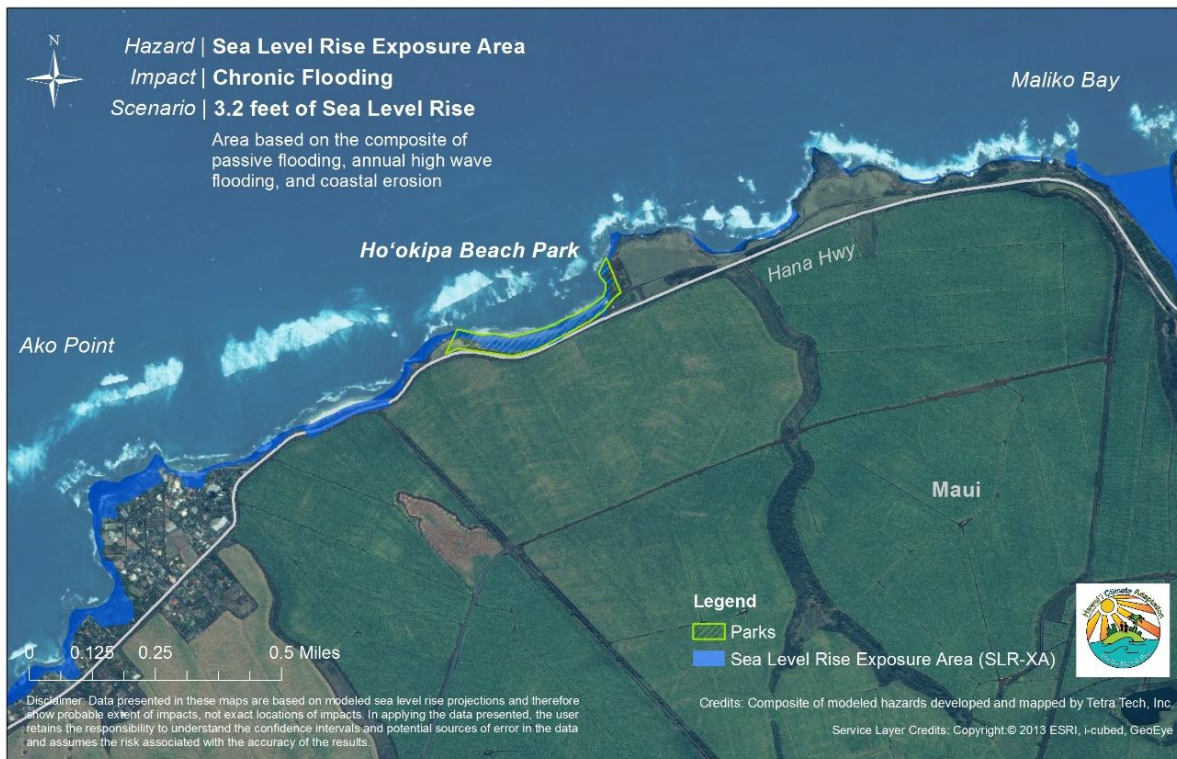 N
Hazard | Sea Level Rise Exposure Area
Impact | Chronic Flooding
Scenario | 3.2 feet of Sea Level Rise
Area based on the composite of
passive flooding, annual high wave
flooding, and coastal erosion
Maliko Bay
Hoʻokipa Beach Park
Hana Hwy
Ako Point
Maui
Legend
Parks
Sea Level Rise Exposure Area (SLR-XA)
Hawaiʻi Climate Adaptation
0 0.125 0.25 0.5 Miles
Disclaimer: Data presented in these maps are based on modeled sea level rise projections and therefore
show probable extent of impacts, not exact locations of impacts. In applying the data presented, the user
retains the responsibility to understand the confidence intervals and potential sources of error in the data
and assumes the risk associated with the accuracy of the results.
Credits: Composite of modeled hazards developed and mapped by Tetra Tech, Inc.
Service Layer Credits: Copyright:© 2013 ESRI, i-cubed, GeoEye